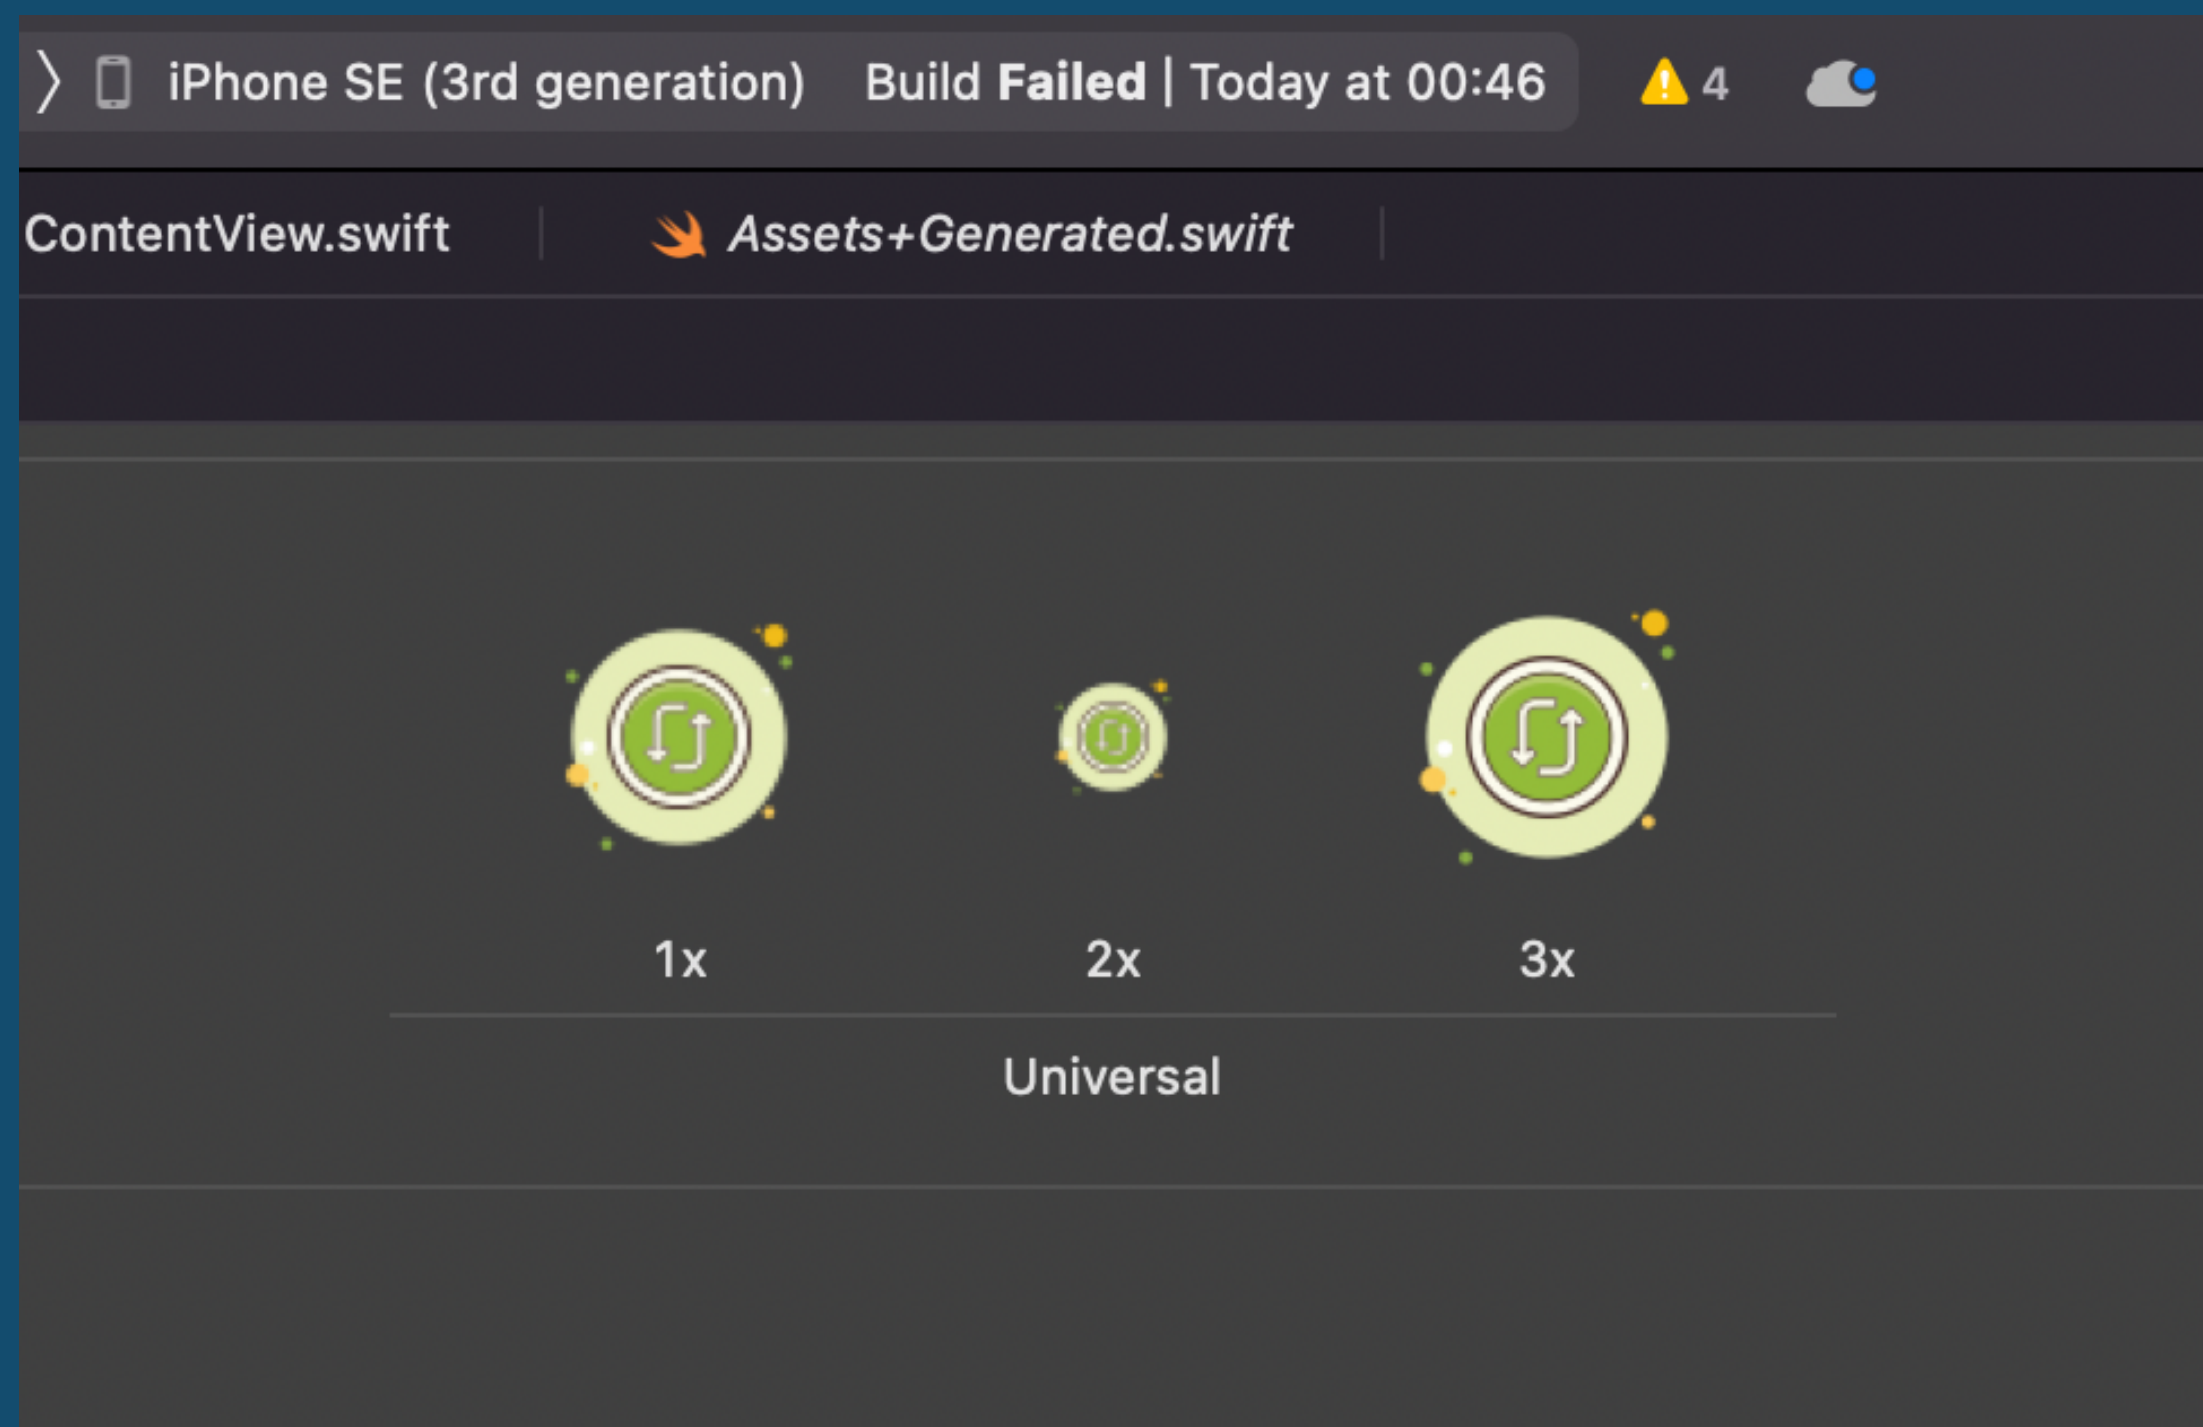 iPhone SE (3rd generation) Build Failed | Today at 00:46 4
ContentView.swift Assets+Generated.swift
1x 2x 3x
Universal